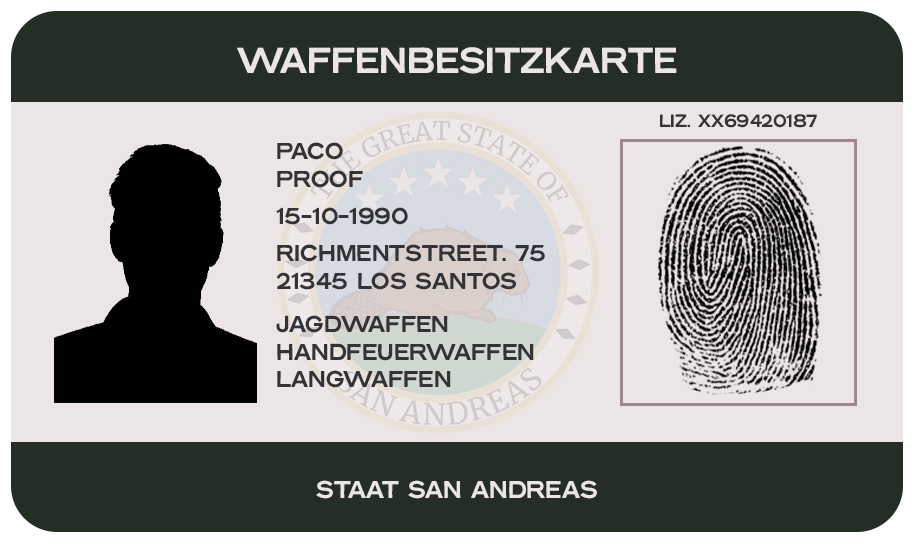 WAFFENBESITZKARTE
LIZ. XX69420187
PACO
PROOF
15-10-1990
RICHMENTSTREET. 75
21345 LOS SANTOS
JAGDWAFFEN
HANDFEUERWAFFEN
LANGWAFFEN
THE GREAT STATE OF
SAN ANDREAS
STAAT SAN ANDREAS